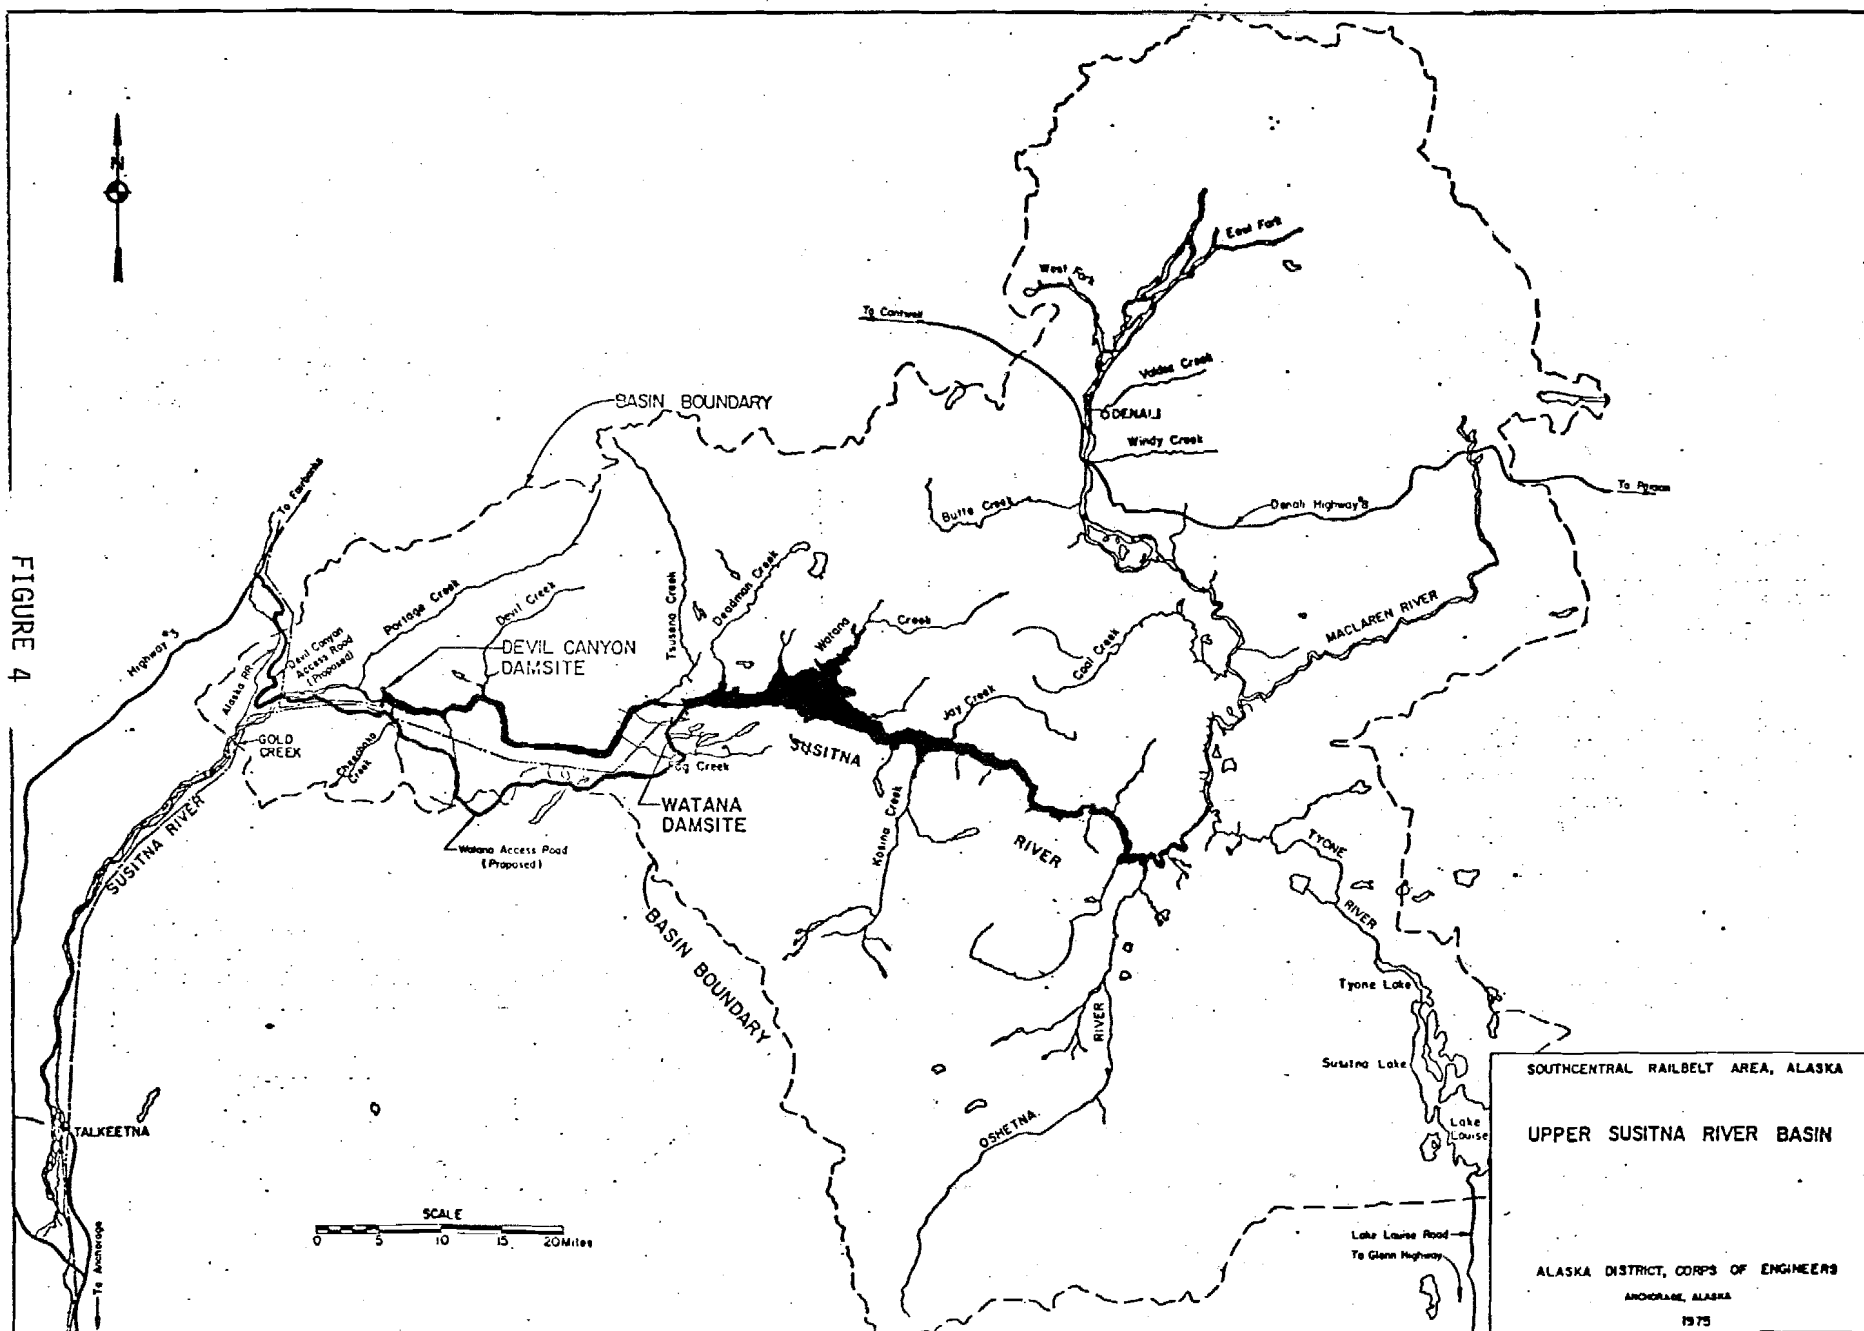 FIGURE 4
N
East Fork
West Fork
To Cantwell
Valdez Creek
DENALI
BASIN BOUNDARY
Windy Creek
To Paxson
Denali Highway #8
Butte Creek
To Fairbanks
Highway #3
Alaska RR
Devil Canyon
Access Road
(Proposed)
Portage Creek
Devil Creek
DEVIL CANYON
DAMSITE
Tsusena Creek
Deadman Creek
Watana
Creek
Coal Creek
Jay Creek
MACLAREN RIVER
GOLD
CREEK
Cheechako
Creek
SUSITNA
RIVER
Fog Creek
WATANA
DAMSITE
Watana Access Road
(Proposed)
SUSITNA RIVER
Kosina Creek
BASIN BOUNDARY
TYONE
RIVER
Tyone Lake
Susitna Lake
Lake
Louise
OSHETNA
RIVER
TALKEETNA
To Anchorage
SCALE
0 5 10 15 20 Miles
Lake Louise Road
To Glenn Highway
SOUTHCENTRAL RAILBELT AREA, ALASKA
UPPER SUSITNA RIVER BASIN
ALASKA DISTRICT, CORPS OF ENGINEERS
ANCHORAGE, ALASKA
1975